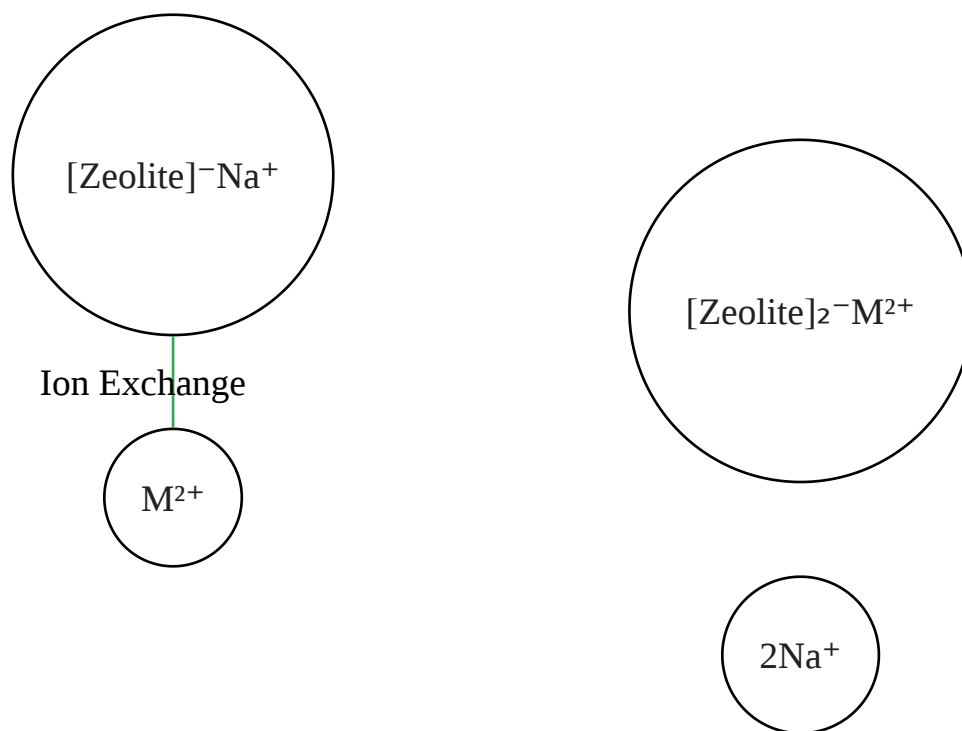 [Zeolite]⁻Na⁺
Ion Exchange
M²⁺
[Zeolite]₂⁻M²⁺
2Na⁺